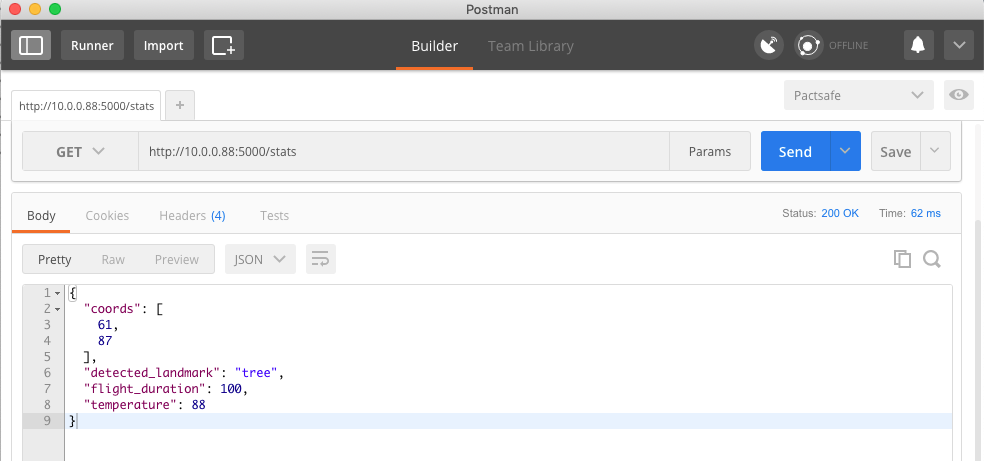 Postman
Runner Import Builder Team Library OFFLINE
http://10.0.0.88:5000/stats + Pactsafe
GET http://10.0.0.88:5000/stats Params Send Save
Body Cookies Headers (4) Tests Status: 200 OK Time: 62 ms
Pretty Raw Preview JSON
1 {
2 "coords": [
3 61,
4 87
5 ],
6 "detected_landmark": "tree",
7 "flight_duration": 100,
8 "temperature": 88
9 }